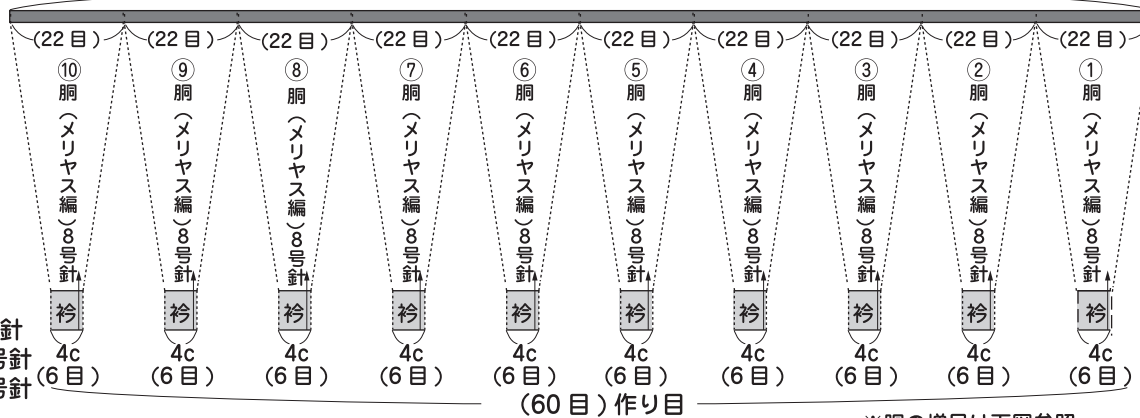 (22目) (22目) (22目) (22目) (22目) (22目) (22目) (22目) (22目) (22目)
⑩ ⑨ ⑧ ⑦ ⑥ ⑤ ④ ③ ② ①
胴(メリヤス編)8号針
胴(メリヤス編)8号針
胴(メリヤス編)8号針
胴(メリヤス編)8号針
胴(メリヤス編)8号針
胴(メリヤス編)8号針
胴(メリヤス編)8号針
胴(メリヤス編)8号針
胴(メリヤス編)8号針
胴(メリヤス編)8号針
衿 衿 衿 衿 衿 衿 衿 衿 衿 衿
針
号針 4c 4c 4c 4c 4c 4c 4c 4c 4c 4c
号針 (6目) (6目) (6目) (6目) (6目) (6目) (6目) (6目) (6目) (6目)
(60目)作り目